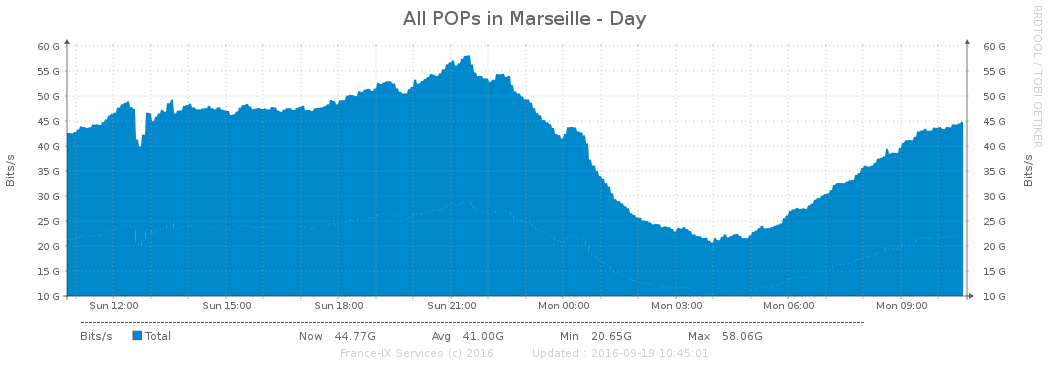 All POPs in Marseille - Day
RRDTOOL / TOBI OETIKER
60 G 60 G
55 G 55 G
50 G 50 G
45 G 45 G
40 G 40 G
35 G 35 G
30 G 30 G
25 G 25 G
20 G 20 G
15 G 15 G
10 G 10 G
Bits/s
Bits/s
Sun 12:00 Sun 15:00 Sun 18:00 Sun 21:00 Mon 00:00 Mon 03:00 Mon 06:00 Mon 09:00
Bits/s Total Now 44.77G Avg 41.00G Min 20.65G Max 58.06G
France-IX Services (c) 2016 Updated : 2016-09-19 10:45:01